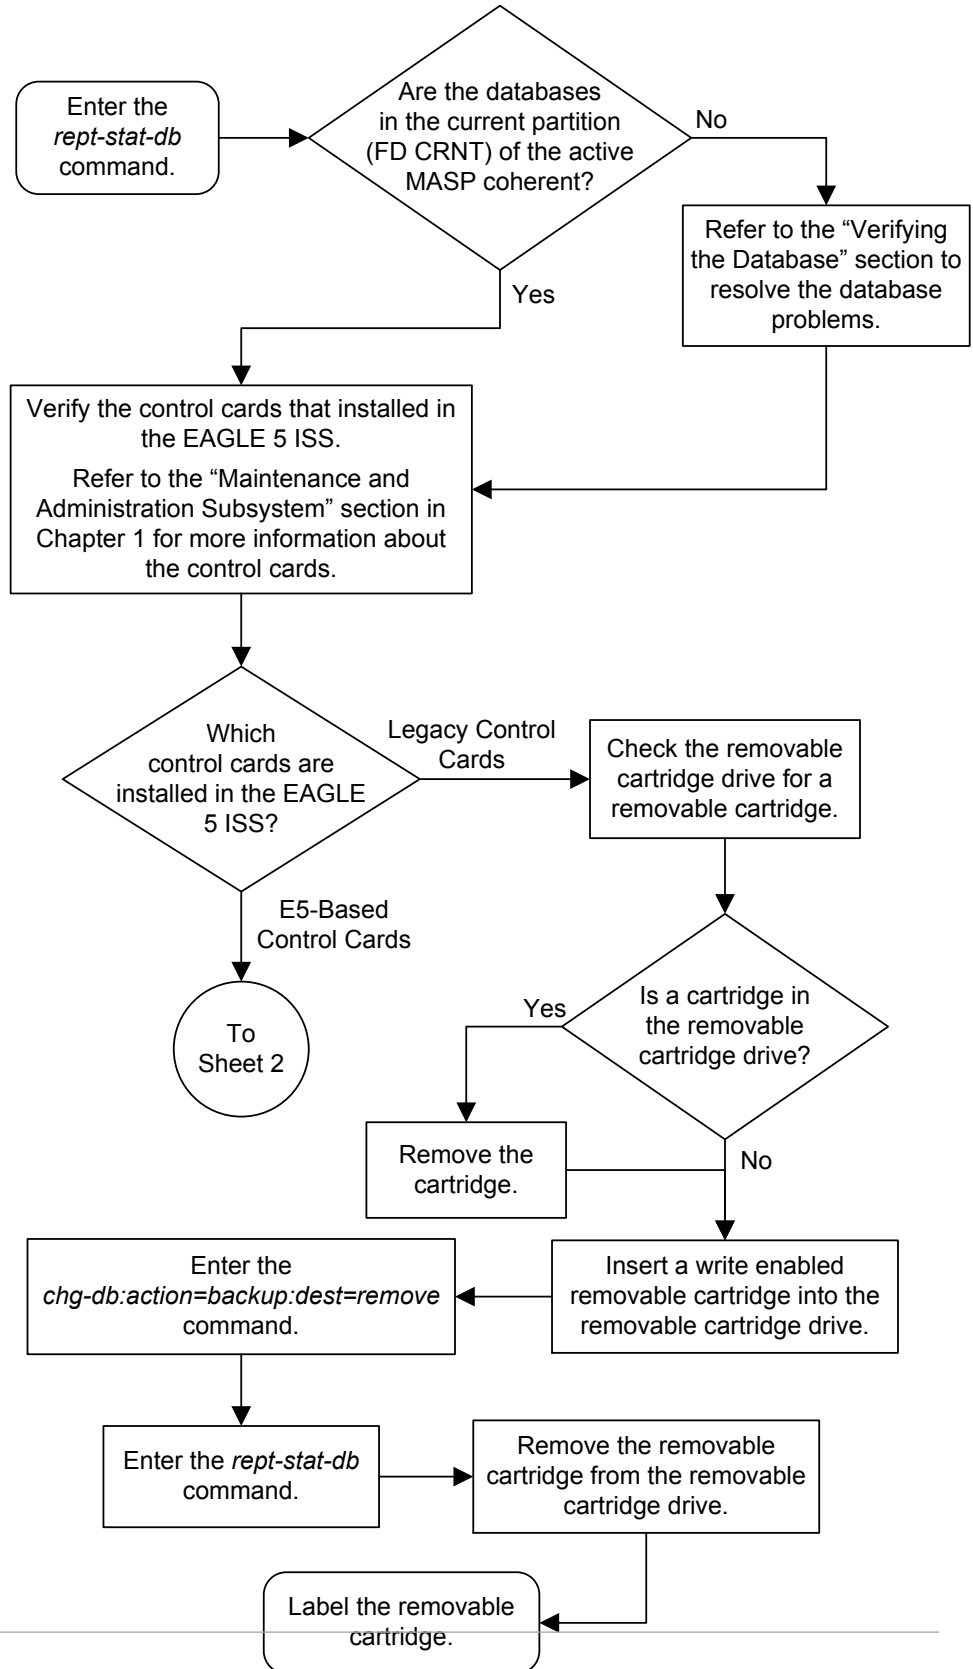 Enter the
rept-stat-db
command.
Are the databases
in the current partition
(FD CRNT) of the active
MASP coherent?
No
Refer to the “Verifying
the Database” section to
resolve the database
problems.
Yes
Verify the control cards that installed in
the EAGLE 5 ISS.
Refer to the “Maintenance and
Administration Subsystem” section in
Chapter 1 for more information about
the control cards.
Which
control cards are
installed in the EAGLE
5 ISS?
Legacy Control
Cards
Check the removable
cartridge drive for a
removable cartridge.
E5-Based
Control Cards
To
Sheet 2
Is a cartridge in
the removable
cartridge drive?
Yes
Remove the
cartridge.
No
Insert a write enabled
removable cartridge into the
removable cartridge drive.
Enter the
chg-db:action=backup:dest=remove
command.
Enter the rept-stat-db
command.
Remove the removable
cartridge from the removable
cartridge drive.
Label the removable
cartridge.